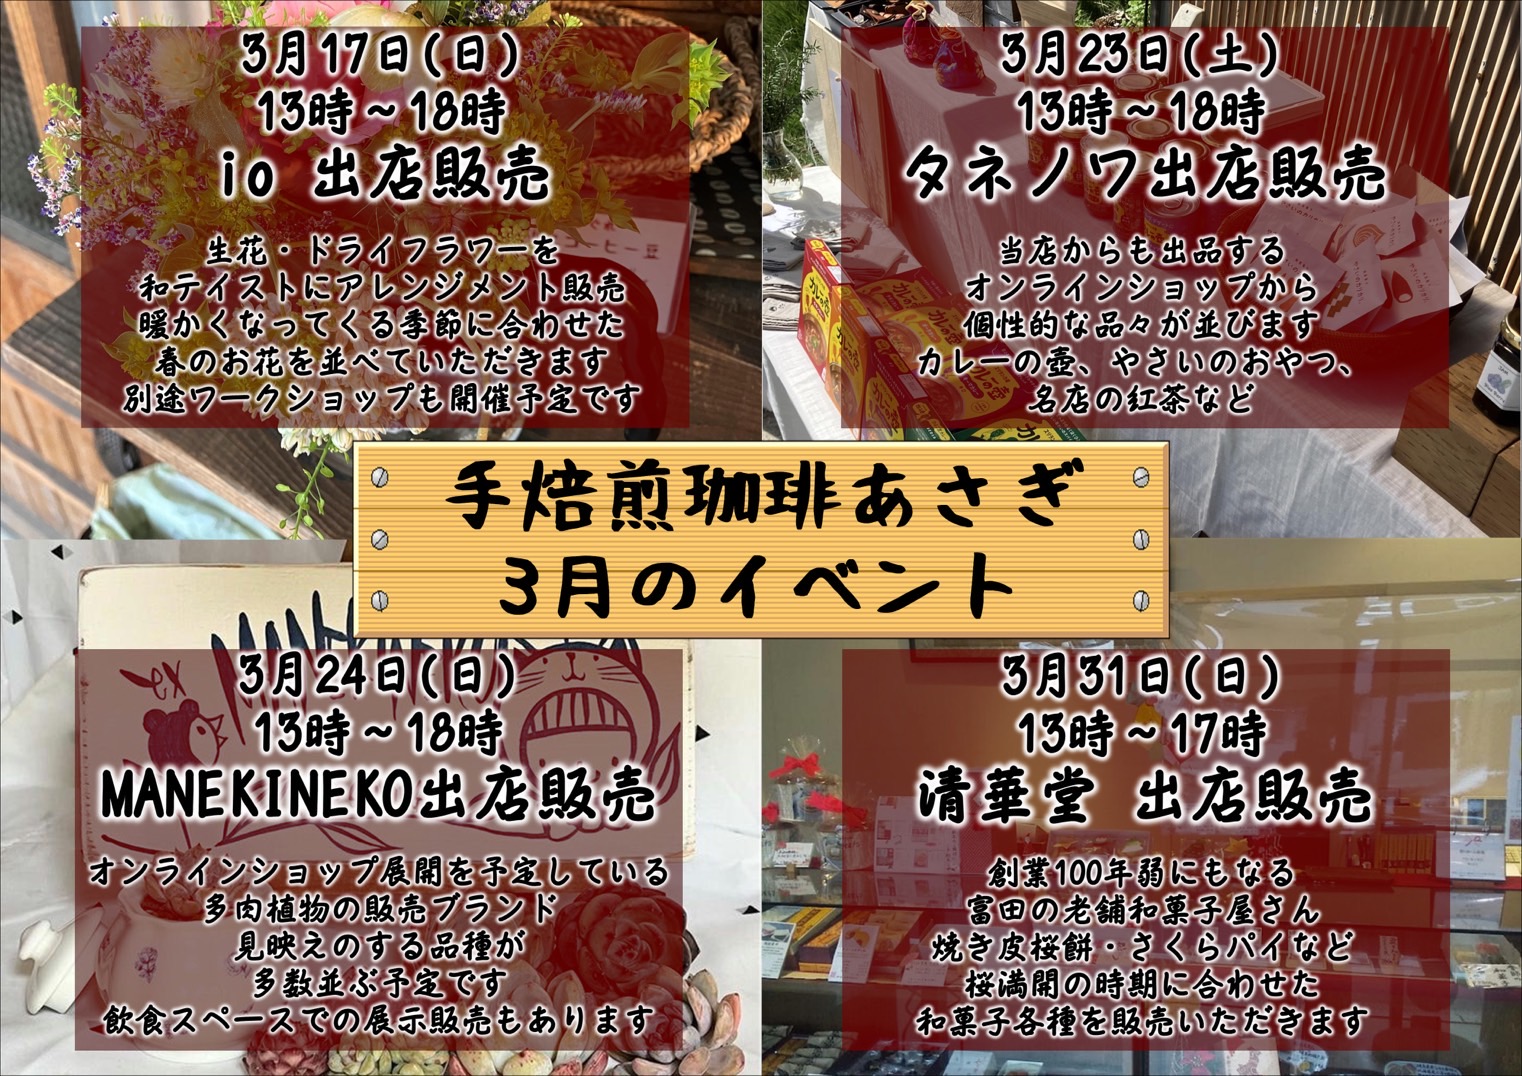 3月17日(日)
13時～18時
io 出店販売
生花・ドライフラワーを
和テイストにアレンジメント販売
暖かくなってくる季節に合わせた
春のお花を並べていただきます
別途ワークショップも開催予定です
3月23日(土)
13時～18時
タネノワ出店販売
当店からも出品する
オンラインショップから
個性的な品々が並びます
カレーの壺、やさいのおやつ、
名店の紅茶など
手焙煎珈琲あさぎ
3月のイベント
3月24日(日)
13時～18時
MANEKINEKO出店販売
オンラインショップ展開を予定している
多肉植物の販売ブランド
見映えのする品種が
多数並ぶ予定です
飲食スペースでの展示販売もあります
3月31日(日)
13時～17時
清華堂 出店販売
創業100年弱にもなる
富田の老舗和菓子屋さん
焼き皮桜餅・さくらパイなど
桜満開の時期に合わせた
和菓子各種を販売いただきます
コーヒー豆
カレーの壺
カレーの壺
ex